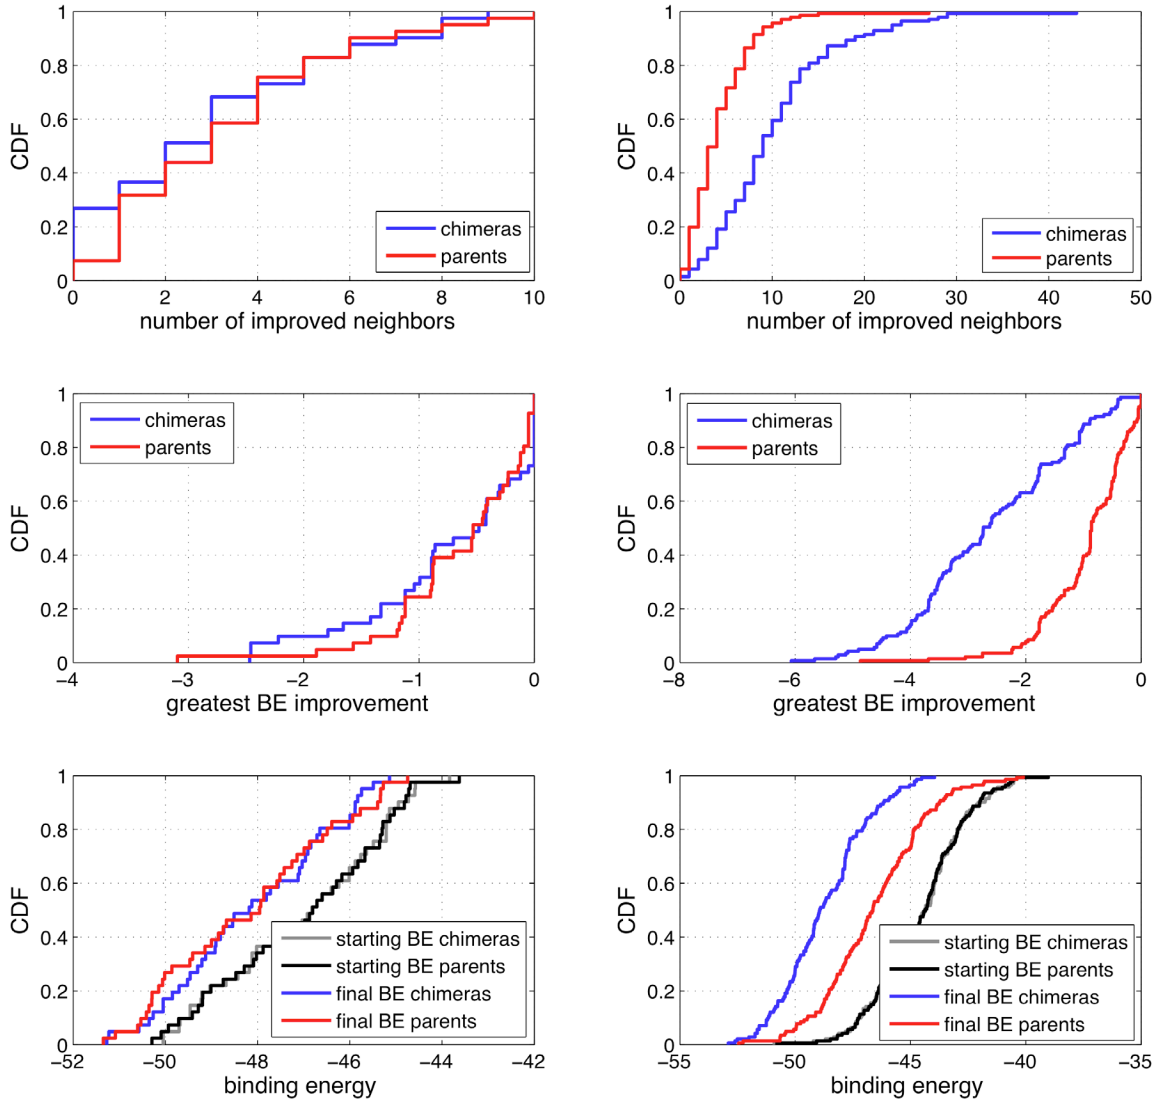 1
0.8
0.6
0.4
0.2
0
CDF
chimeras
parents
0 2 4 6 8 10
number of improved neighbors
1
0.8
0.6
0.4
0.2
0
CDF
chimeras
parents
0 10 20 30 40 50
number of improved neighbors
1
0.8
0.6
0.4
0.2
0
CDF
chimeras
parents
−4 −3 −2 −1 0
greatest BE improvement
1
0.8
0.6
0.4
0.2
0
CDF
chimeras
parents
−8 −6 −4 −2 0
greatest BE improvement
1
0.8
0.6
0.4
0.2
0
CDF
starting BE chimeras
starting BE parents
final BE chimeras
final BE parents
−52 −50 −48 −46 −44 −42
binding energy
1
0.8
0.6
0.4
0.2
0
CDF
starting BE chimeras
starting BE parents
final BE chimeras
final BE parents
−55 −50 −45 −40 −35
binding energy